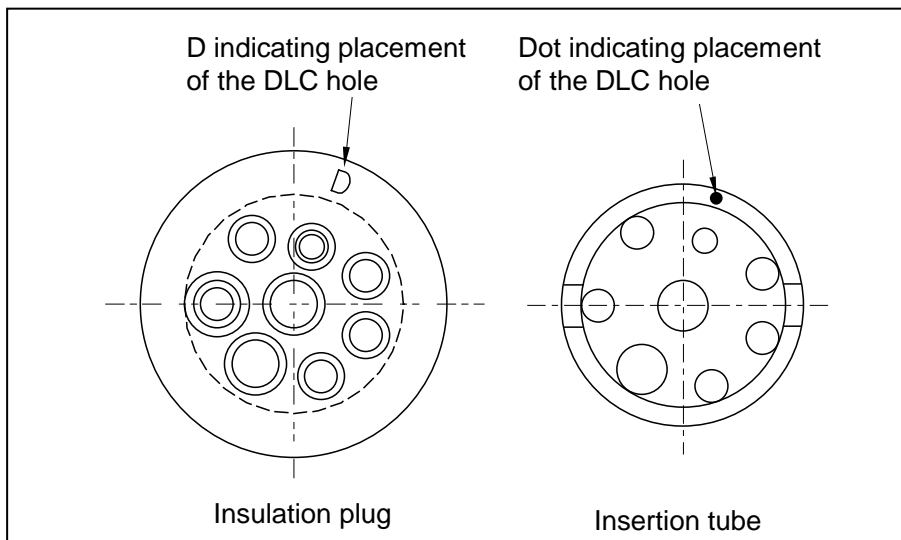 D indicating placement
of the DLC hole
Dot indicating placement
of the DLC hole
D
Insulation plug
Insertion tube